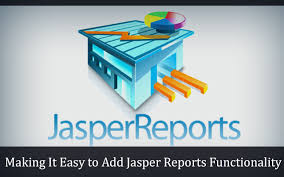 JasperReports
Making It Easy to Add Jasper Reports Functionality